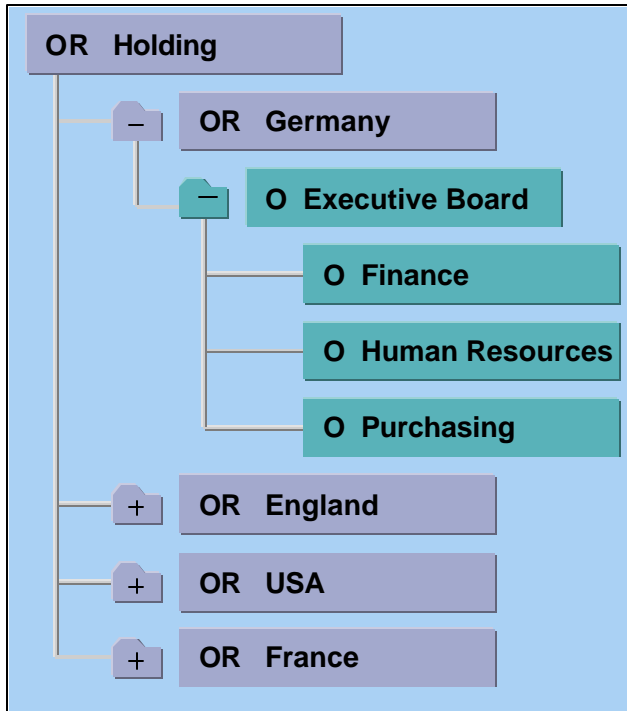 OR Holding
− OR Germany
− O Executive Board
O Finance
O Human Resources
O Purchasing
+ OR England
+ OR USA
+ OR France